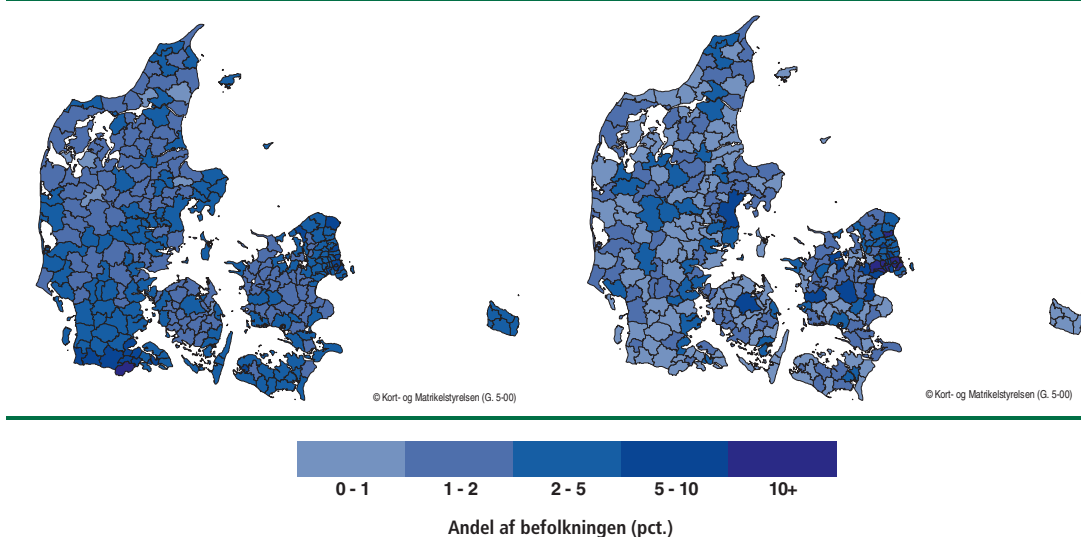 © Kort- og Matrikelstyrelsen (G. 5-00)
© Kort- og Matrikelstyrelsen (G. 5-00)
0 - 1 1 - 2 2 - 5 5 - 10 10+
Andel af befolkningen (pct.)